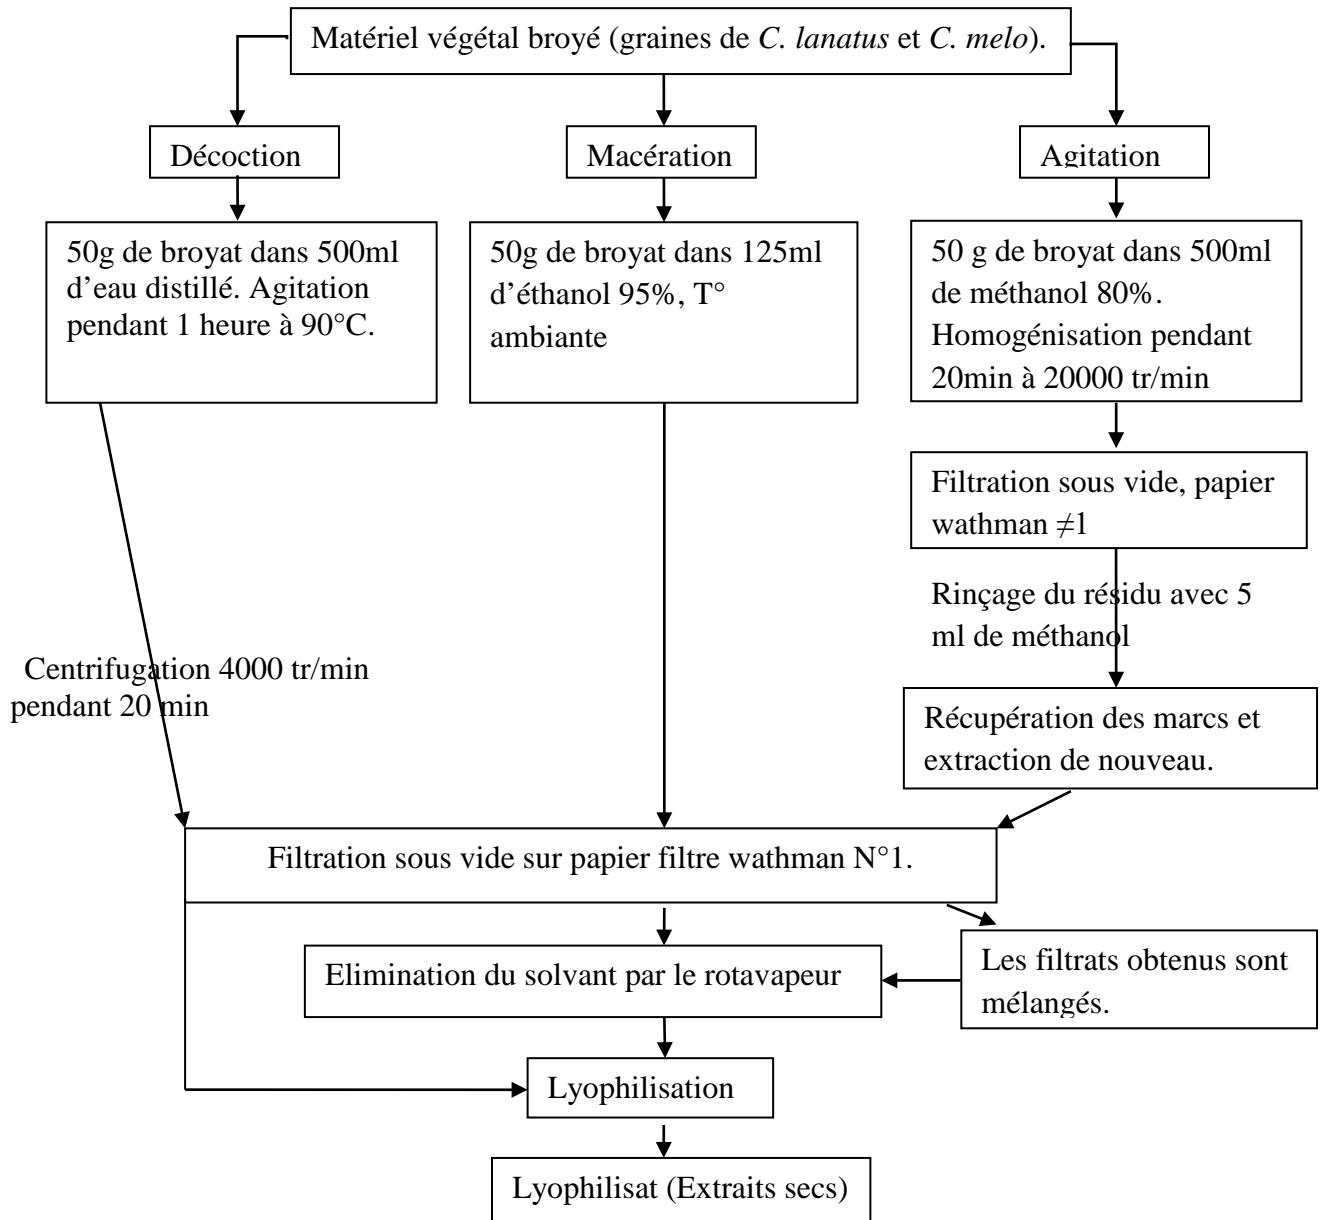 Matériel végétal broyé (graines de C. lanatus et C. melo).
Décoction
Macération
Agitation
50g de broyat dans 500ml
d’eau distillé. Agitation
pendant 1 heure à 90°C.
50g de broyat dans 125ml
d’éthanol 95%, T°
ambiante
50 g de broyat dans 500ml
de méthanol 80%.
Homogénisation pendant
20min à 20000 tr/min
Filtration sous vide, papier
wathman ≠1
Rinçage du résidu avec 5
ml de méthanol
Centrifugation 4000 tr/min
pendant 20 min
Récupération des marcs et
extraction de nouveau.
Filtration sous vide sur papier filtre wathman N°1.
Elimination du solvant par le rotavapeur
Les filtrats obtenus sont
mélangés.
Lyophilisation
Lyophilisat (Extraits secs)